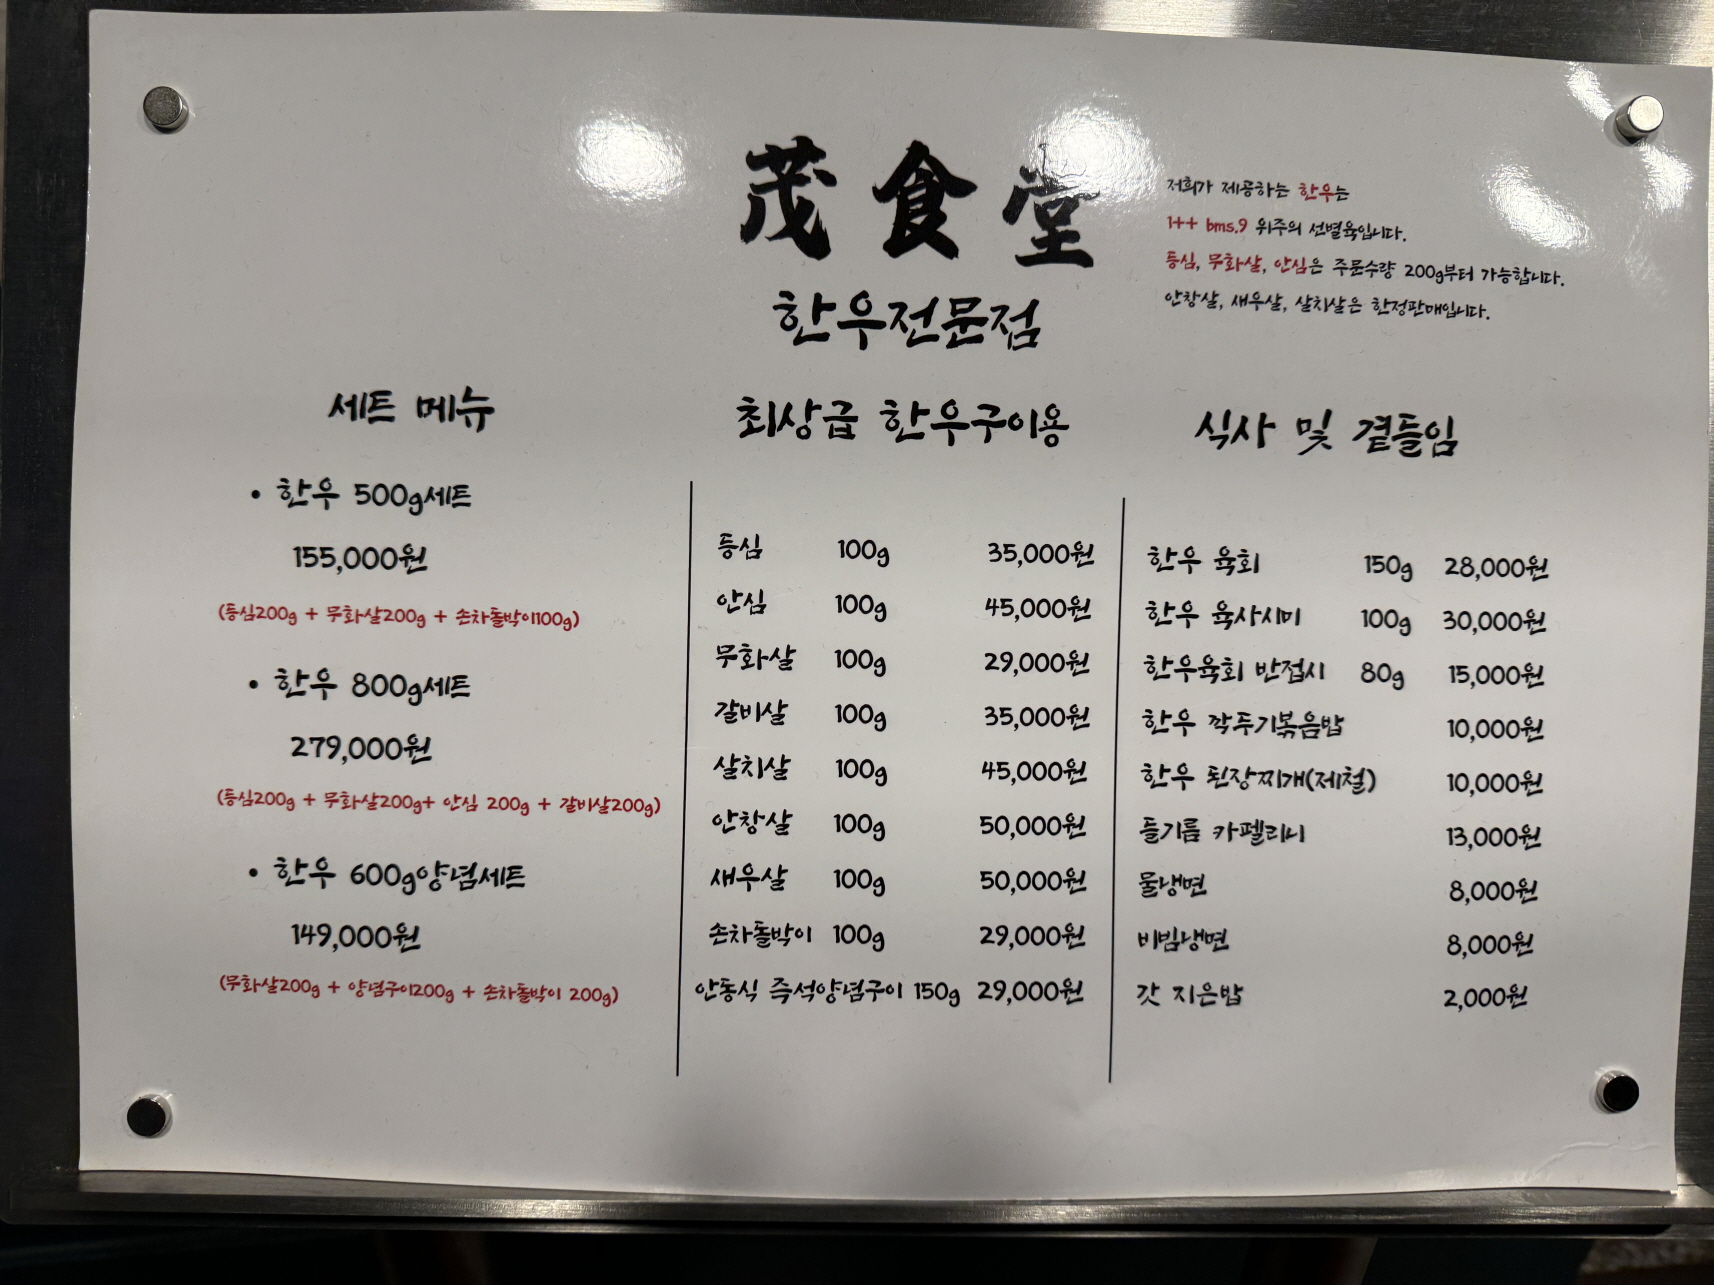 茂食堂
한우전문점
저희가 제공하는 한우는
1++ bms.9 위주의 선별육입니다.
등심, 무화살, 안심은 주문수량 200g부터 가능합니다.
안창살, 새우살, 살치살은 한정판매입니다.
세트 메뉴
• 한우 500g세트
155,000원
(등심200g + 무화살200g + 손차돌박이100g)
• 한우 800g세트
279,000원
(등심200g + 무화살200g+ 안심 200g + 갈비살200g)
• 한우 600g양념세트
149,000원
(무화살200g + 양념구이200g + 손차돌박이 200g)
최상급 한우구이용
등심 100g 35,000원
안심 100g 45,000원
무화살 100g 29,000원
갈비살 100g 35,000원
살치살 100g 45,000원
안창살 100g 50,000원
새우살 100g 50,000원
손차돌박이 100g 29,000원
안동식 즉석양념구이 150g 29,000원
식사 및 곁들임
한우 육회 150g 28,000원
한우 육사시미 100g 30,000원
한우육회 반접시 80g 15,000원
한우 깍두기볶음밥 10,000원
한우 된장찌개(제철) 10,000원
들기름 카펠리니 13,000원
물냉면 8,000원
비빔냉면 8,000원
갓 지은밥 2,000원